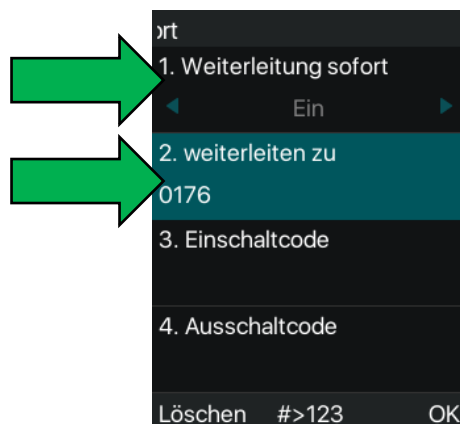 ort
1. Weiterleitung sofort
Ein
2. weiterleiten zu
0176
3. Einschaltcode
4. Ausschaltcode
Löschen #>123 OK